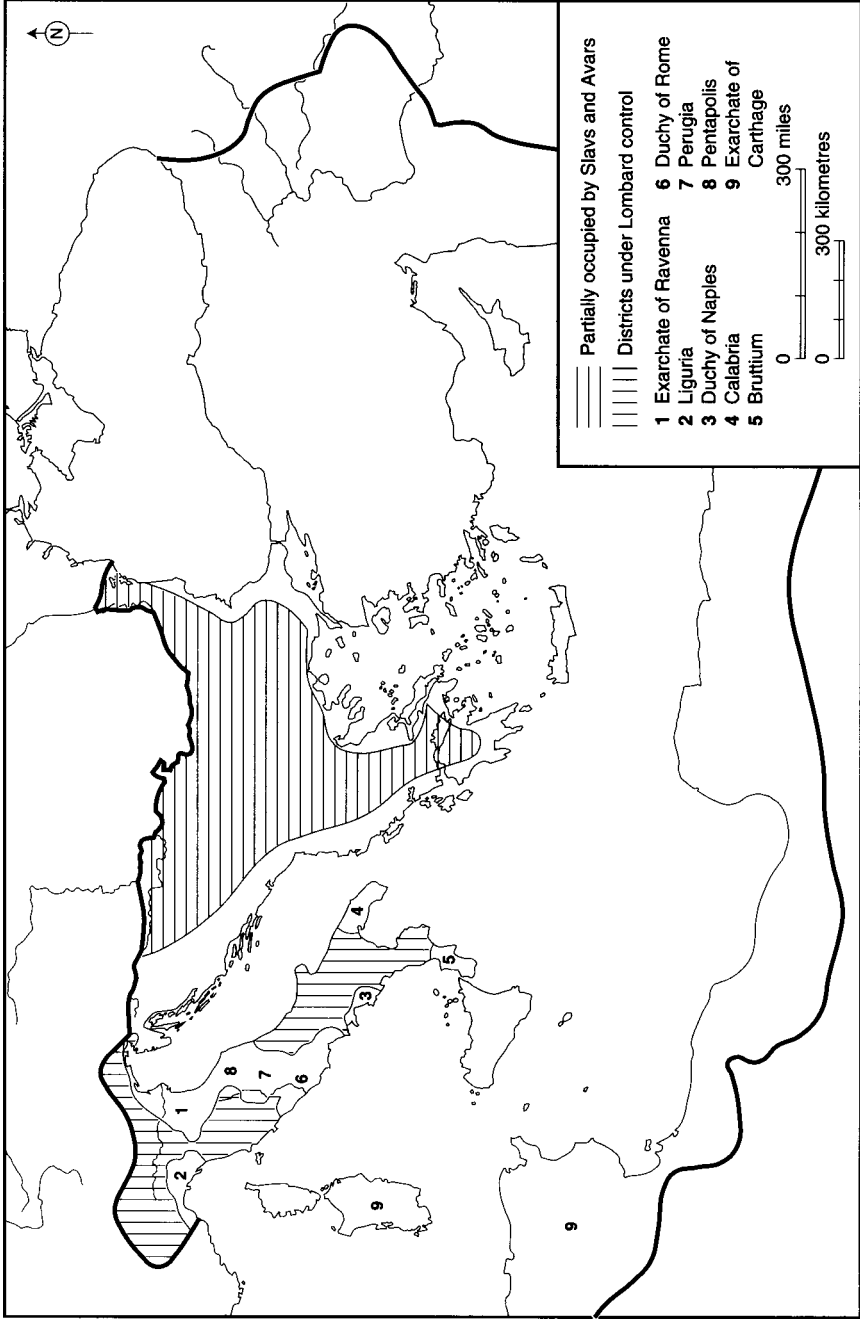 N
Partially occupied by Slavs and Avars
Districts under Lombard control
1 Exarchate of Ravenna
2 Liguria
3 Duchy of Naples
4 Calabria
5 Bruttium
6 Duchy of Rome
7 Perugia
8 Pentapolis
9 Exarchate of
Carthage
0 300 miles
0 300 kilometres
1
2
3
4
5
6
7
8
9
9